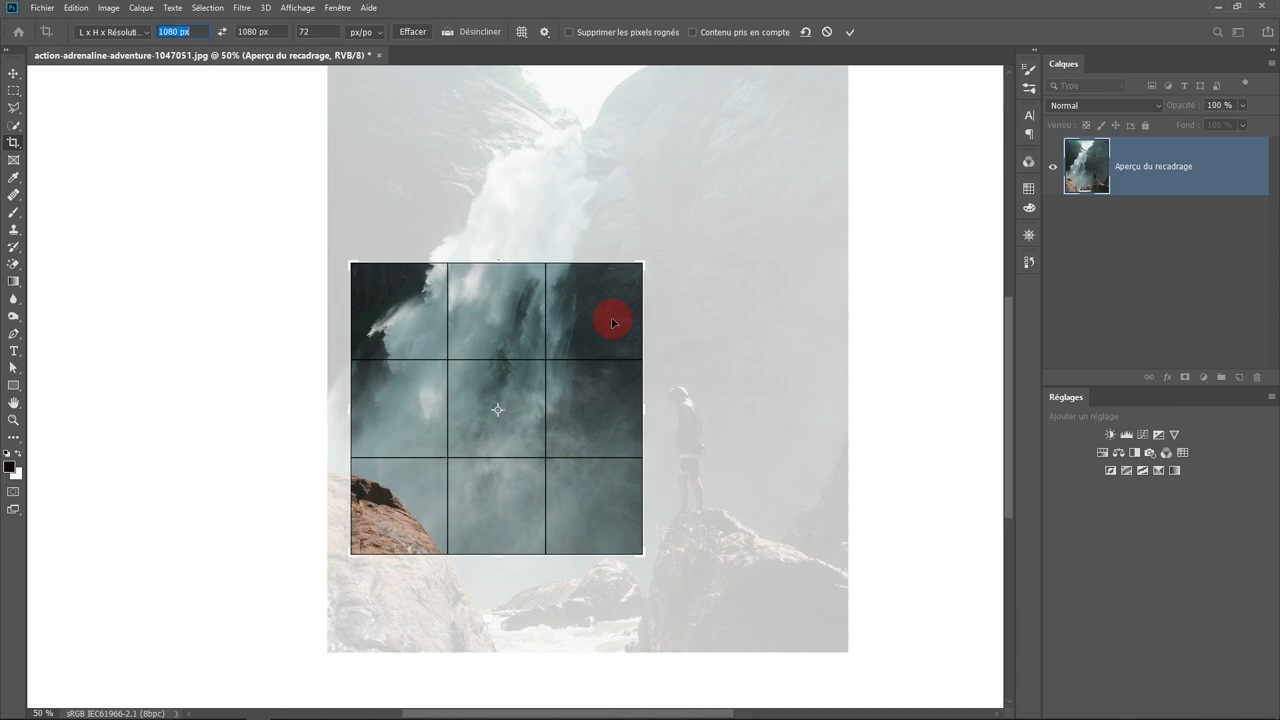 Ps Fichier Edition Image Calque Texte Sélection Filtre 3D Affichage Fenêtre Aide
L x H x Résoluti... 1080 px 1080 px 72 px/po Effacer Désincliner Supprimer les pixels rognés Contenu pris en compte
action-adrenaline-adventure-1047051.jpg @ 50% (Aperçu du recadrage, RVB/8) * ×
Calques
Type
Normal Opacité : 100 %
Verrou : Fond : 100 %
Aperçu du recadrage
fx
Réglages
Ajouter un réglage
50 % sRGB IEC61966-2.1 (8bpc)